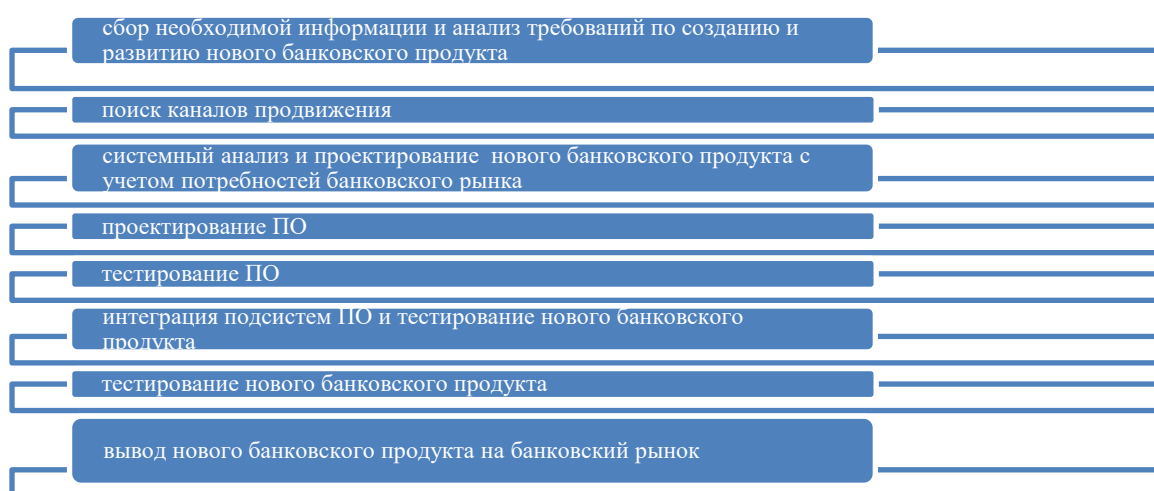 сбор необходимой информации и анализ требований по созданию и
развитию нового банковского продукта
поиск каналов продвижения
системный анализ и проектирование нового банковского продукта с
учетом потребностей банковского рынка
проектирование ПО
тестирование ПО
интеграция подсистем ПО и тестирование нового банковского
продукта
тестирование нового банковского продукта
вывод нового банковского продукта на банковский рынок